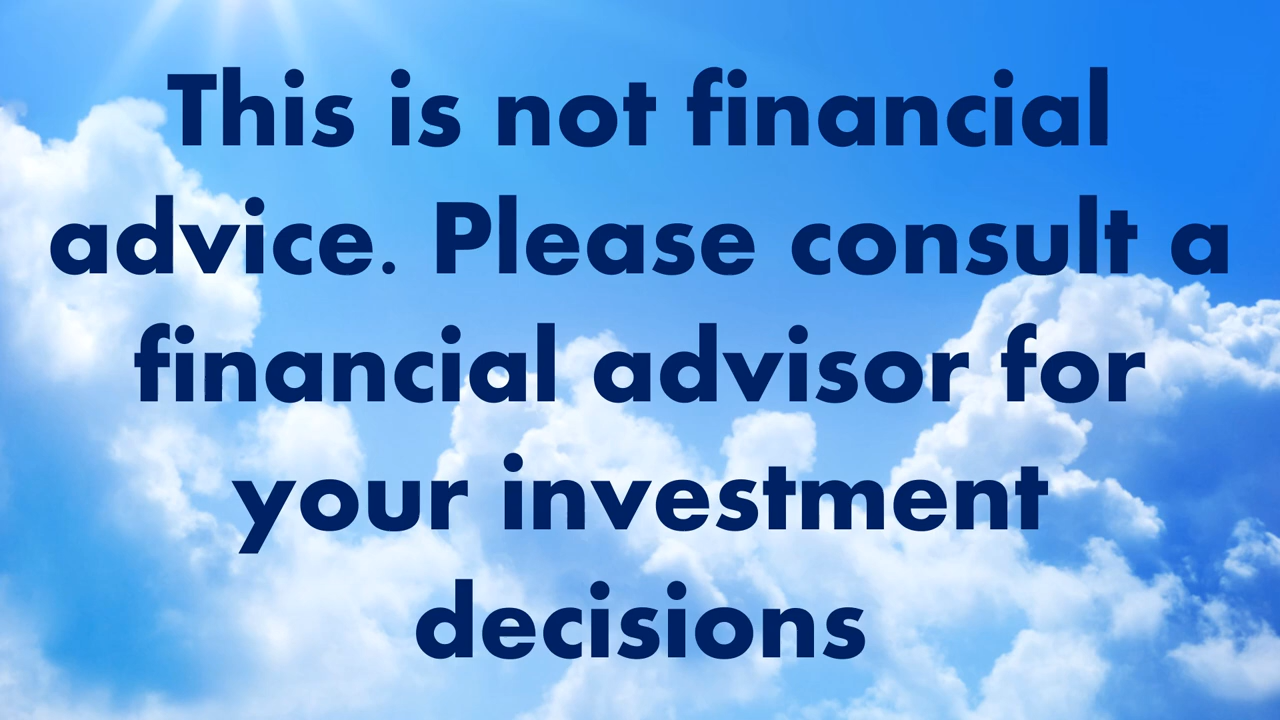 This is not financial
advice. Please consult a
financial advisor for
your investment
decisions